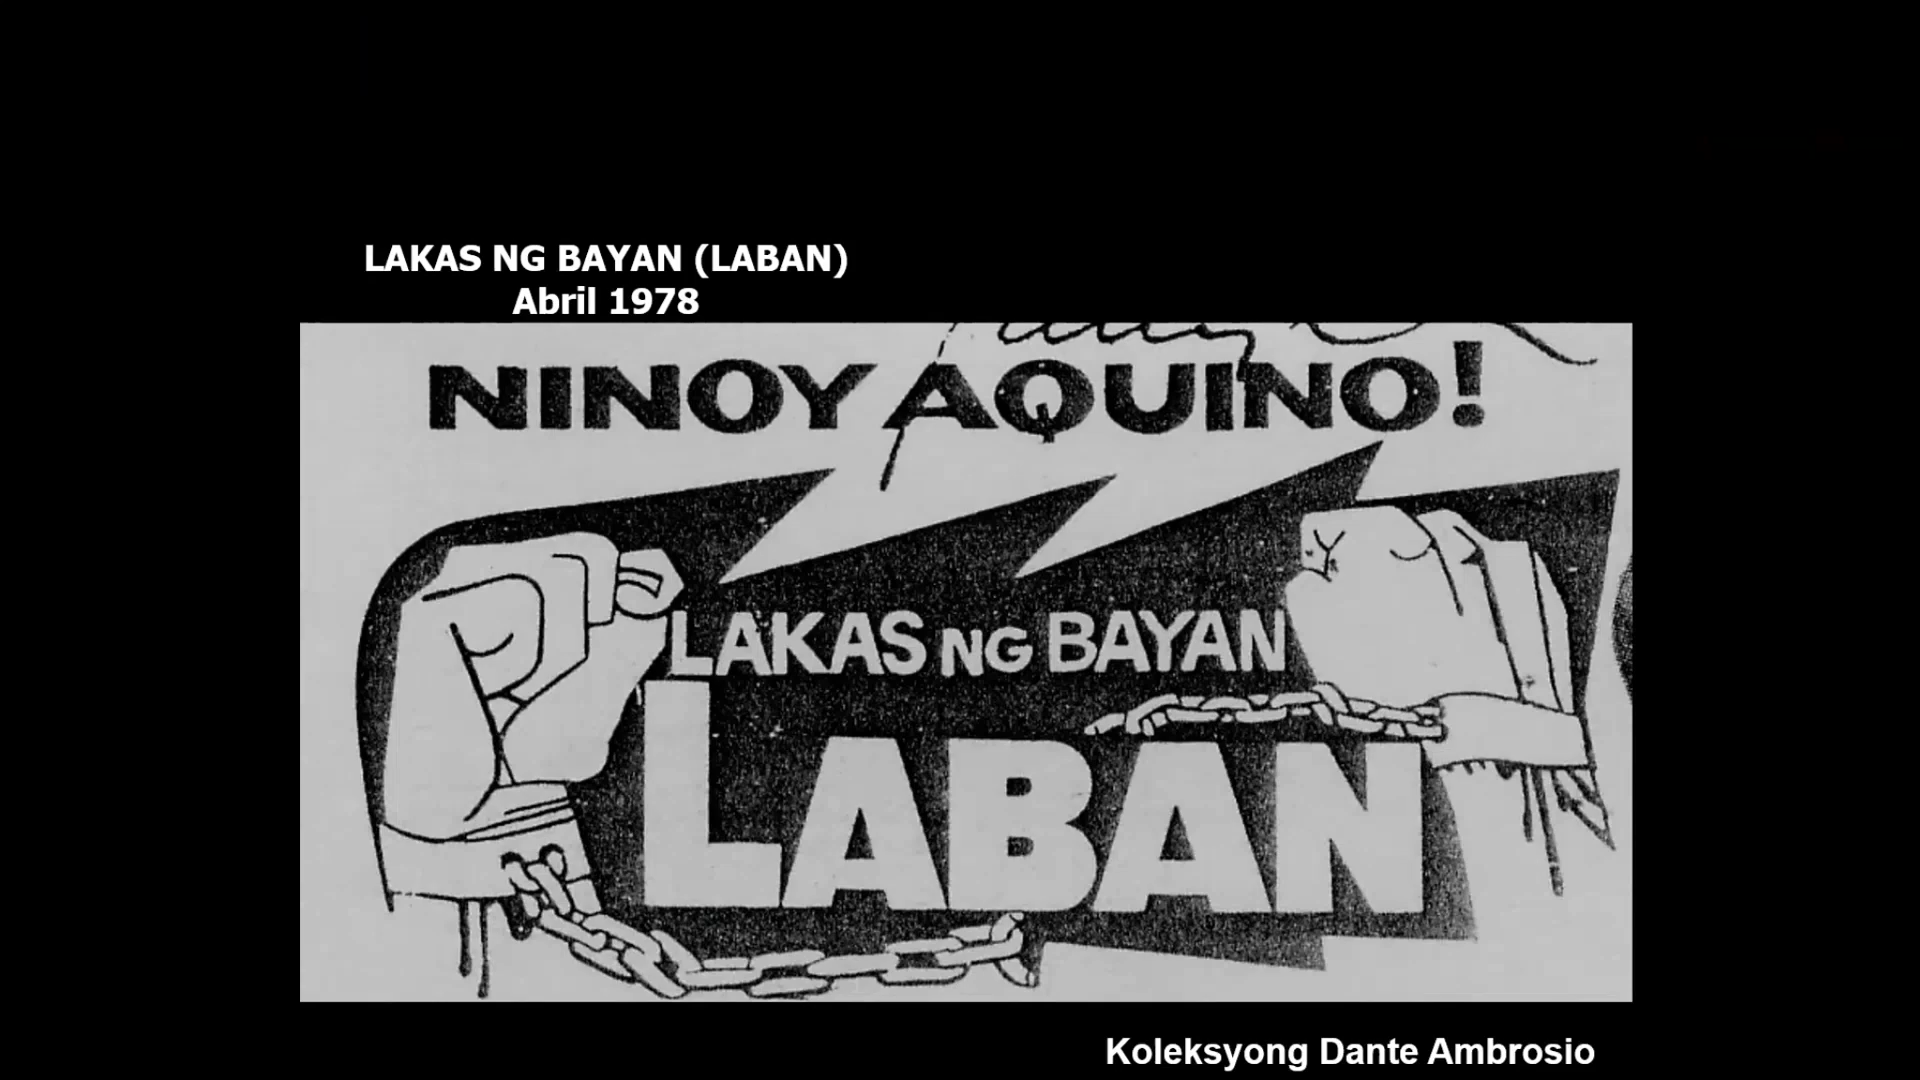 LAKAS NG BAYAN (LABAN)
Abril 1978
NINOY AQUINO!
LAKAS NG BAYAN
LABAN
Koleksyong Dante Ambrosio